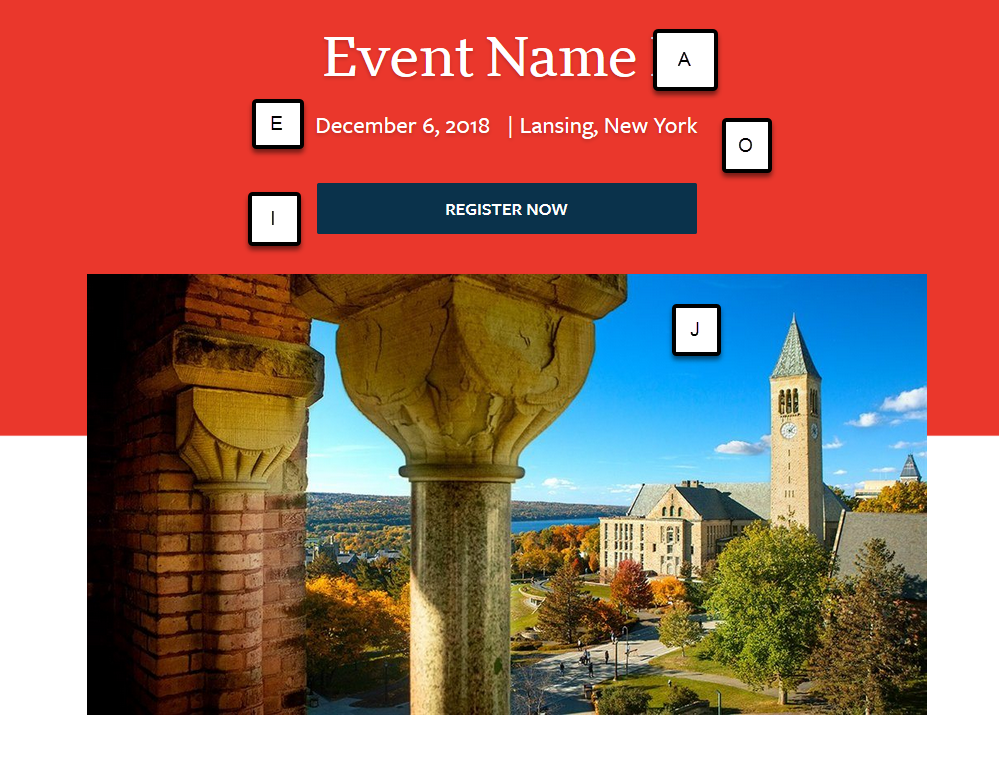 Event Name
A
E
December 6, 2018 | Lansing, New York
O
I
REGISTER NOW
J